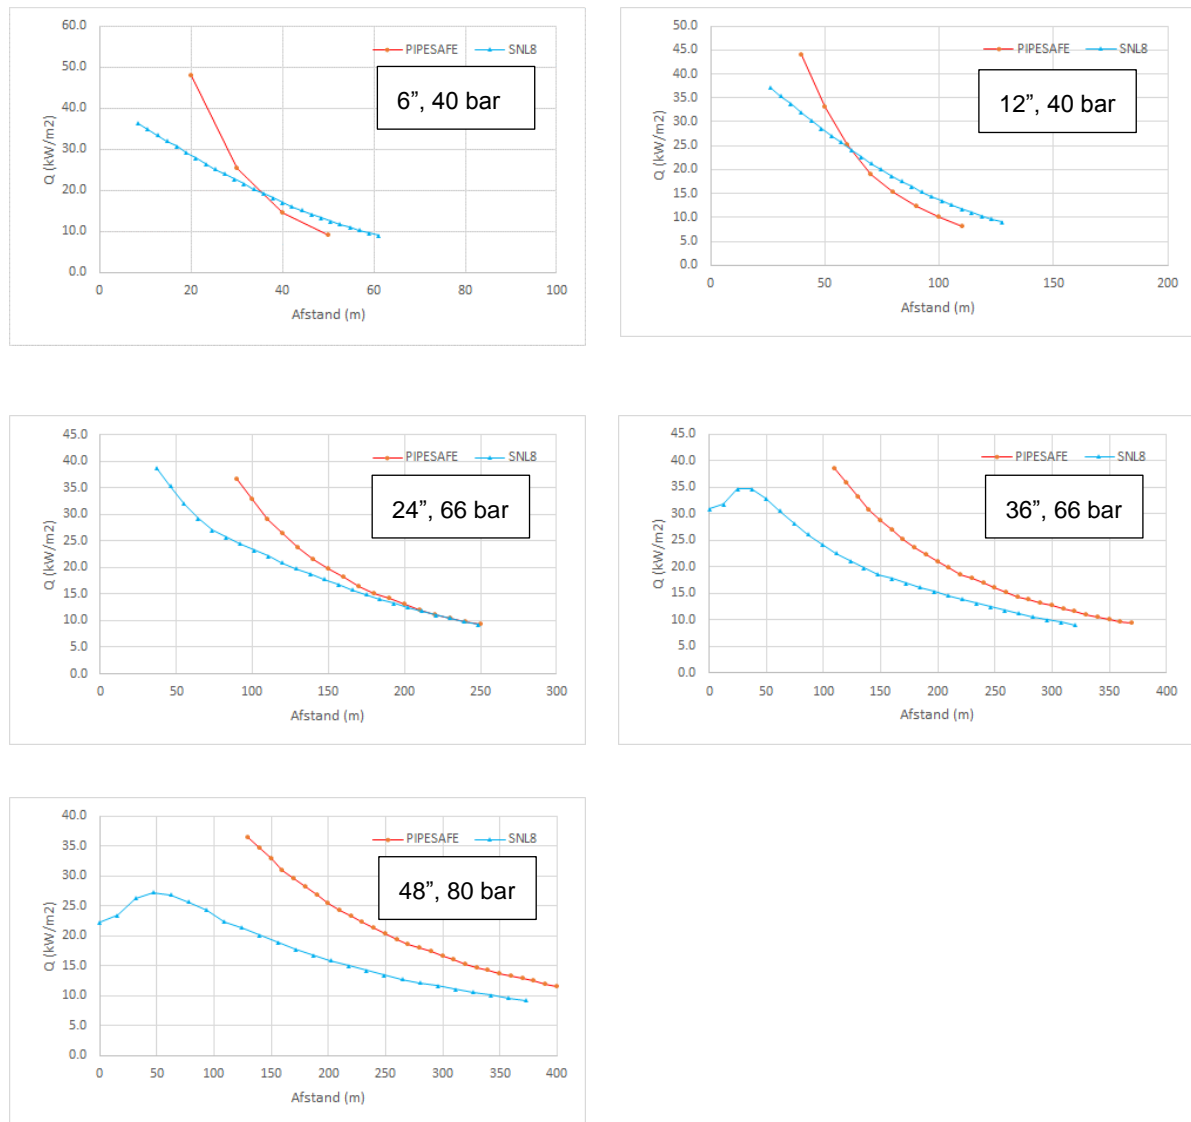 60.0
50.0
40.0
30.0
20.0
10.0
0.0
Q (kW/m2)
PIPESAFE SNL8
6”, 40 bar
0 20 40 60 80 100
Afstand (m)
50.0
45.0
40.0
35.0
30.0
25.0
20.0
15.0
10.0
5.0
0.0
Q (kW/m2)
PIPESAFE SNL8
12”, 40 bar
0 50 100 150 200
Afstand (m)
45.0
40.0
35.0
30.0
25.0
20.0
15.0
10.0
5.0
0.0
Q (kW/m2)
PIPESAFE SNL8
24”, 66 bar
0 50 100 150 200 250 300
Afstand (m)
45.0
40.0
35.0
30.0
25.0
20.0
15.0
10.0
5.0
0.0
Q (kW/m2)
PIPESAFE SNL8
36”, 66 bar
0 50 100 150 200 250 300 350 400
Afstand (m)
40.0
35.0
30.0
25.0
20.0
15.0
10.0
5.0
0.0
Q (kW/m2)
PIPESAFE SNL8
48”, 80 bar
0 50 100 150 200 250 300 350 400
Afstand (m)